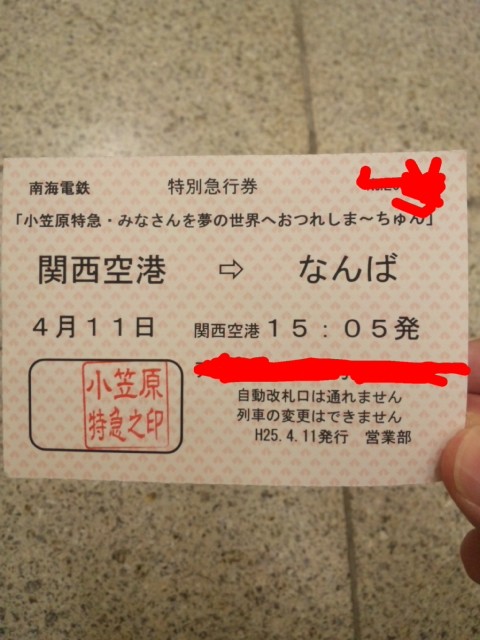 南海電鉄 特別急行券
「小笠原特急・みなさんを夢の世界へおつれしま～ちゅん」
関西空港 ⇨ なんば
4月11日 関西空港15：05発
自動改札口は通れません
列車の変更はできません
H25.4.11発行 営業部
小笠原
特急之印